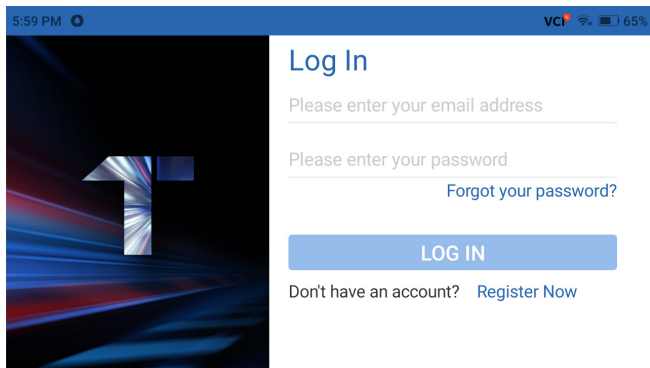 5:59 PM VCI 65%
Log In
Please enter your email address
Please enter your password
Forgot your password?
LOG IN
Don't have an account? Register Now